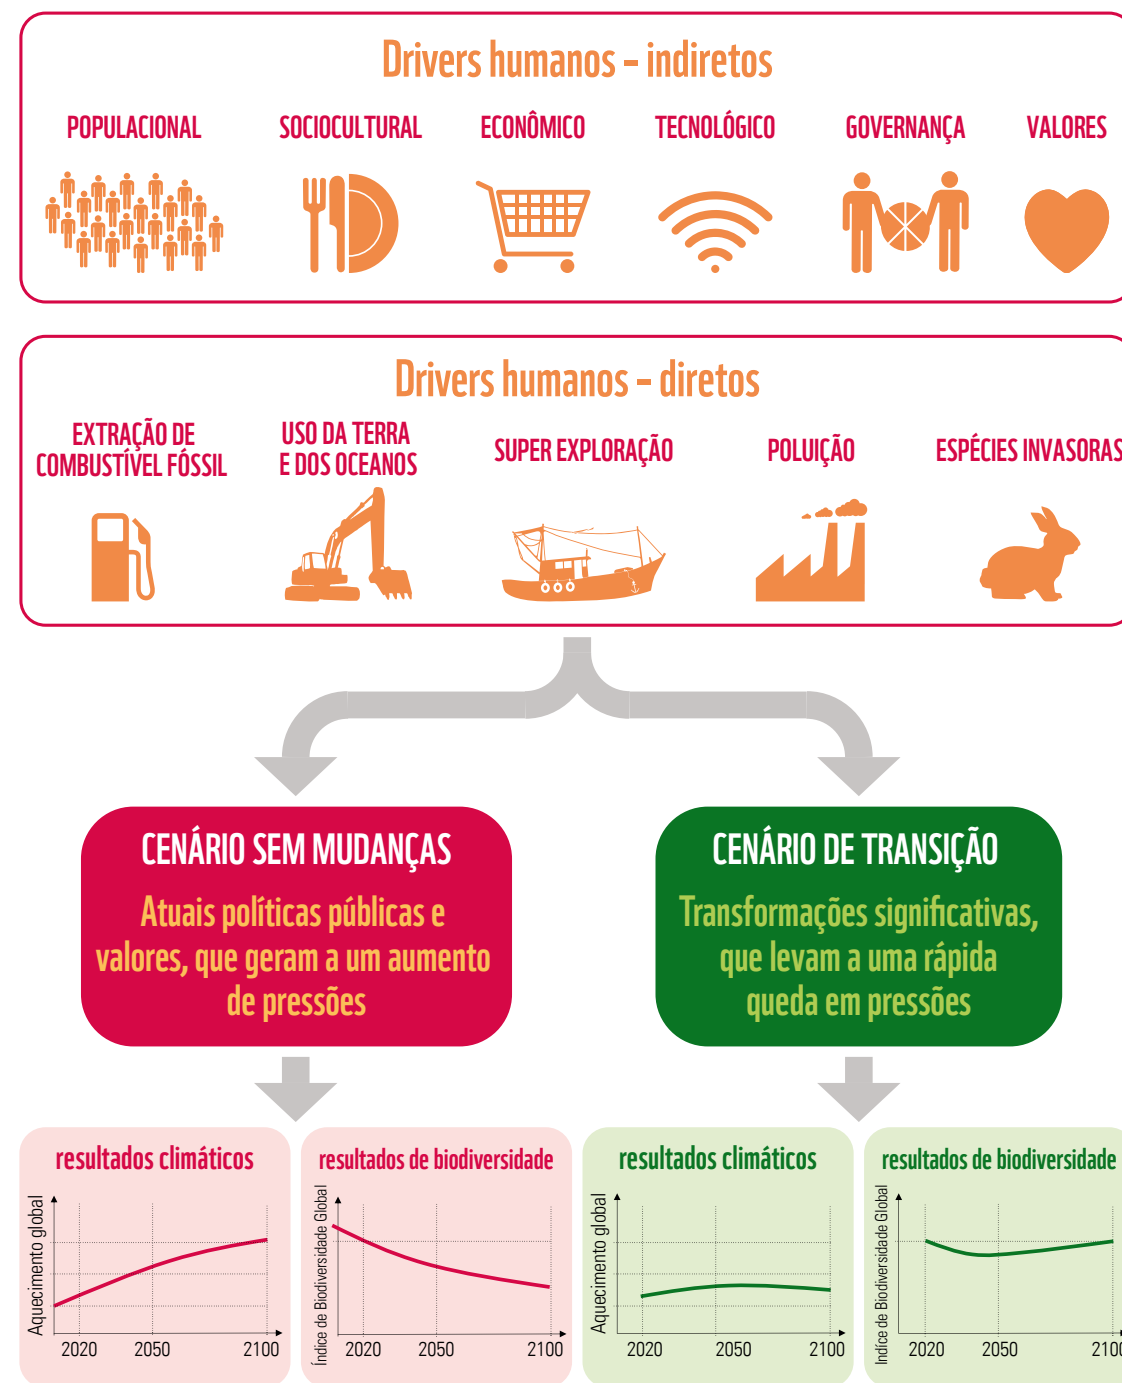 Drivers humanos – indiretos
POPULACIONAL
SOCIOCULTURAL
ECONÔMICO
TECNOLÓGICO
GOVERNANÇA
VALORES
Drivers humanos – diretos
EXTRAÇÃO DE
COMBUSTÍVEL FÓSSIL
USO DA TERRA
E DOS OCEANOS
SUPER EXPLORAÇÃO
POLUIÇÃO
ESPÉCIES INVASORAS
CENÁRIO SEM MUDANÇAS
Atuais políticas públicas e
valores, que geram a um aumento
de pressões
CENÁRIO DE TRANSIÇÃO
Transformações significativas,
que levam a uma rápida
queda em pressões
resultados climáticos
Aquecimento global
2020 2050 2100
resultados de biodiversidade
Índice de Biodiversidade Global
2020 2050 2100
resultados climáticos
Aquecimento global
2020 2050 2100
resultados de biodiversidade
Indíce de Biodiversidade Global
2020 2050 2100